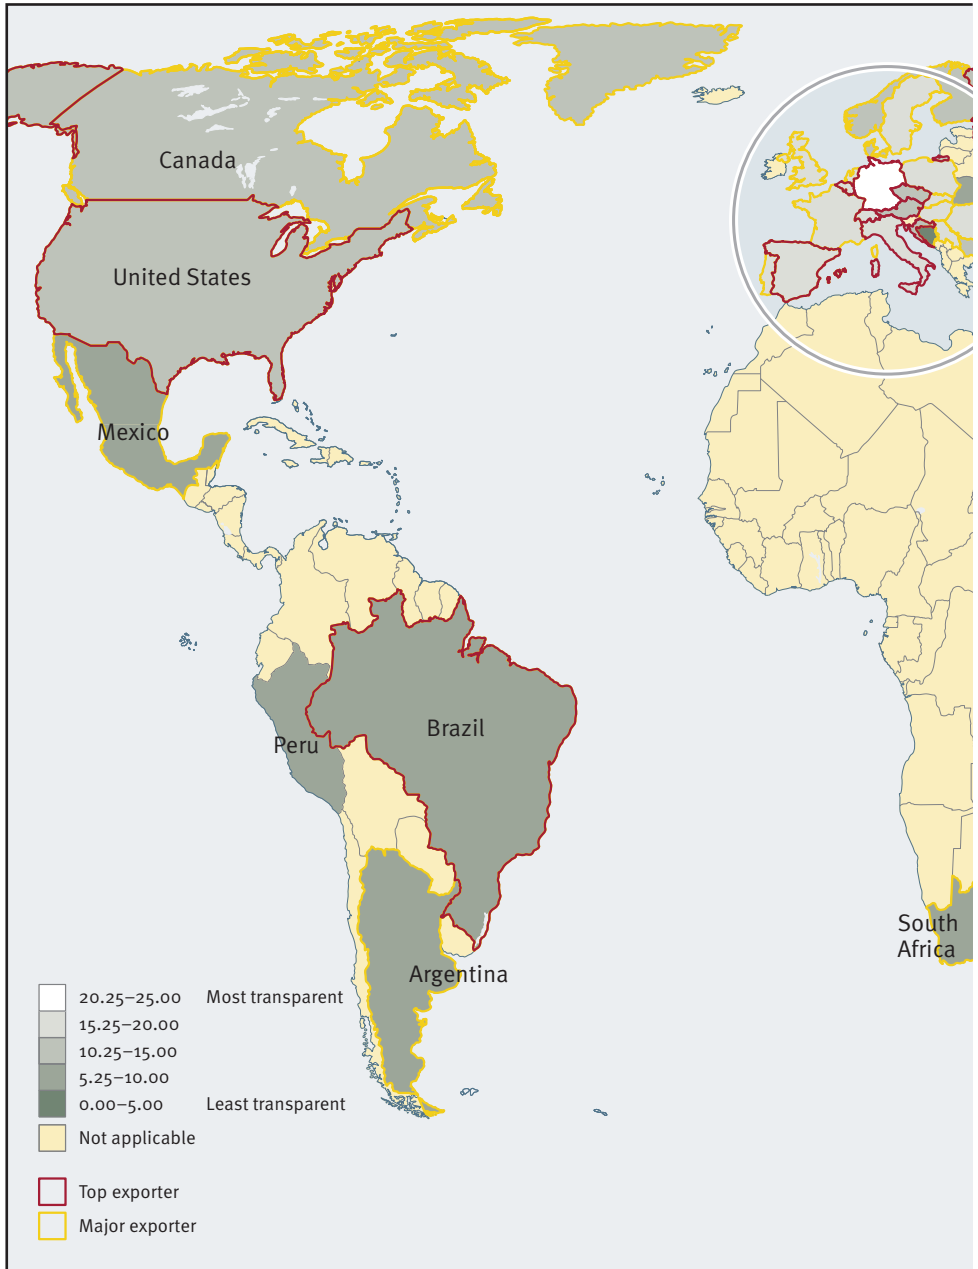 Canada
United States
Mexico
Brazil
Peru
South
Africa
Argentina
20.25–25.00 Most transparent
15.25–20.00
10.25–15.00
5.25–10.00
0.00–5.00 Least transparent
Not applicable
Top exporter
Major exporter